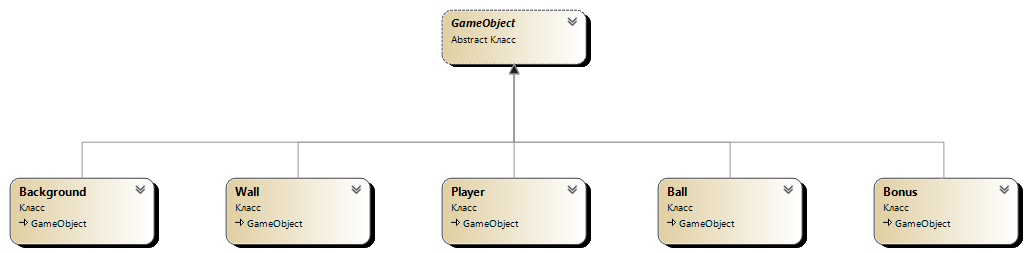 GameObject
Abstract Класс
Background
Класс
GameObject
Wall
Класс
GameObject
Player
Класс
GameObject
Ball
Класс
GameObject
Bonus
Класс
GameObject